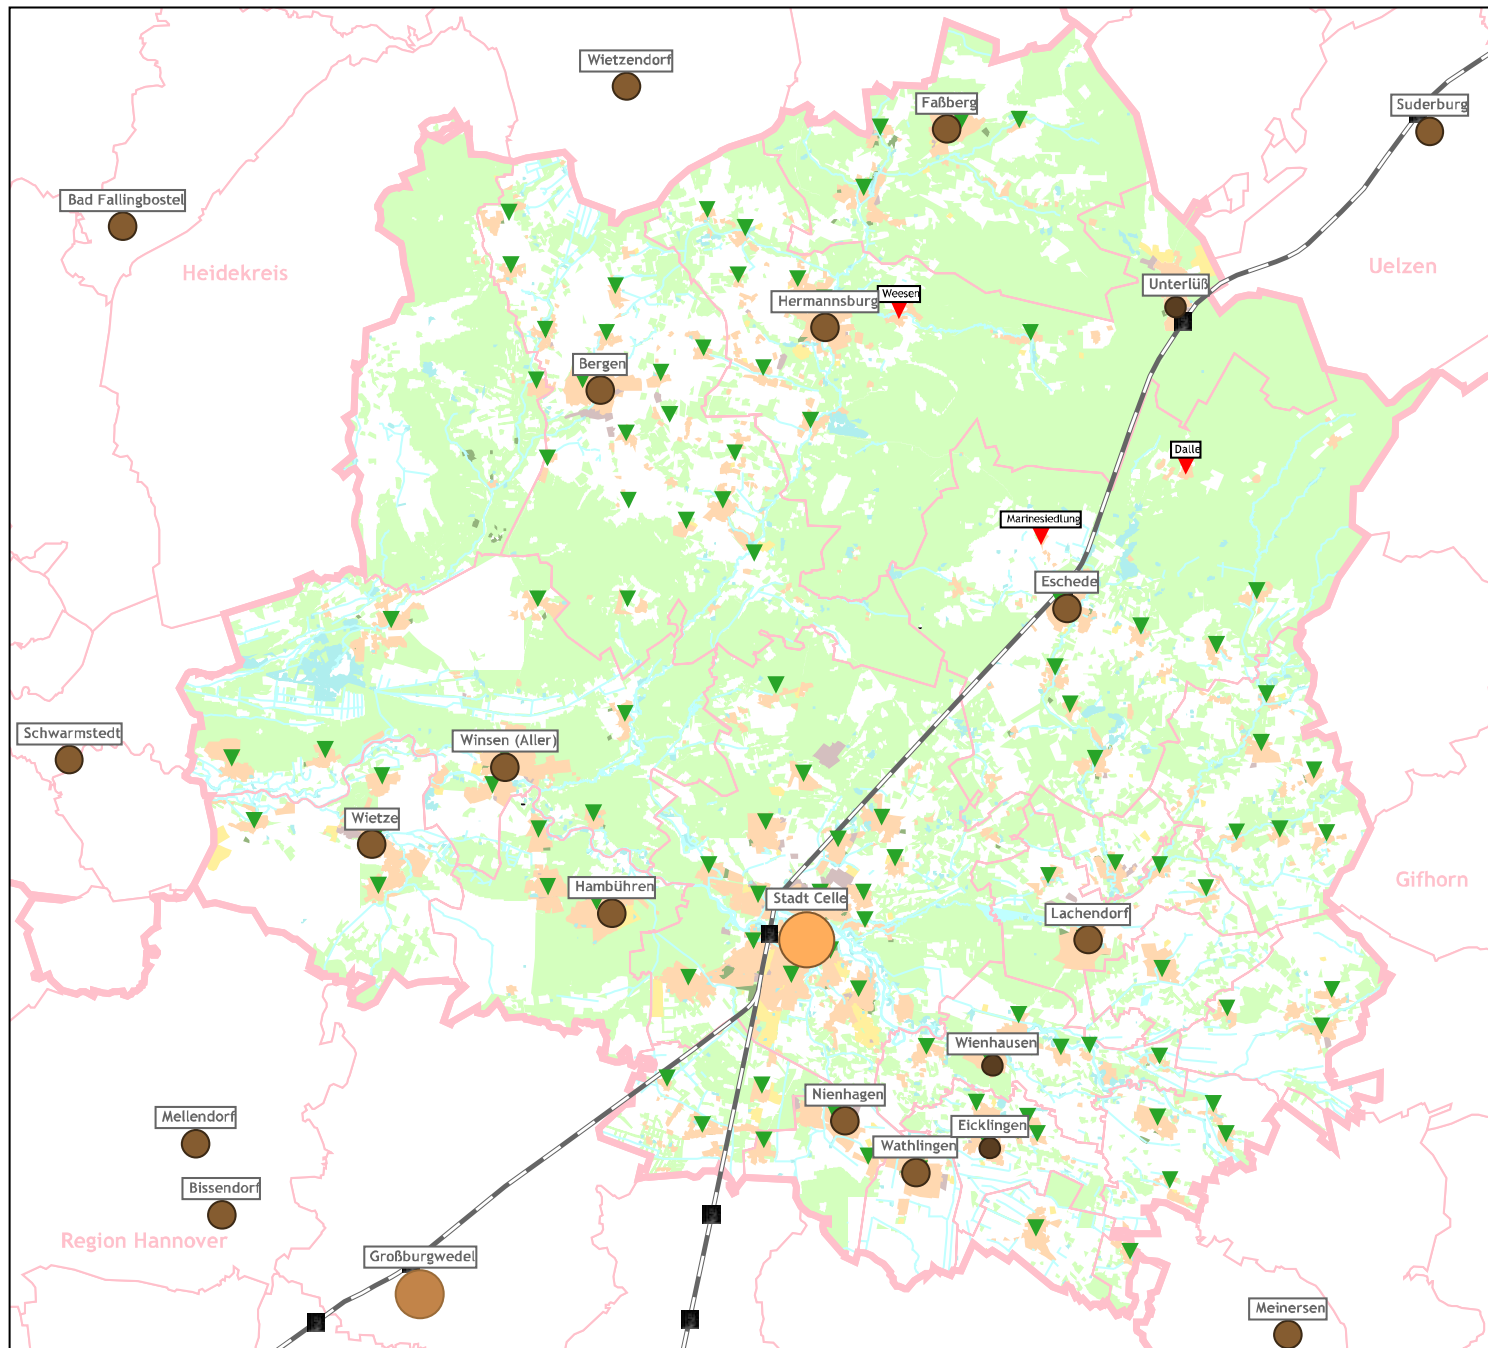 Wietzendorf
Faßberg
Suderburg
Bad Fallingbostel
Heidekreis
Uelzen
Unterlüß
Weesen
Hermannsburg
Bergen
Dalle
Marinesiedlung
Eschede
Schwarmstedt
Winsen (Aller)
Wietze
Hambühren
Stadt Celle
Gifhorn
Lachendorf
Wienhausen
Nienhagen
Mellendorf
Eicklingen
Wathlingen
Bissendorf
Region Hannover
Großburgwedel
Meinersen